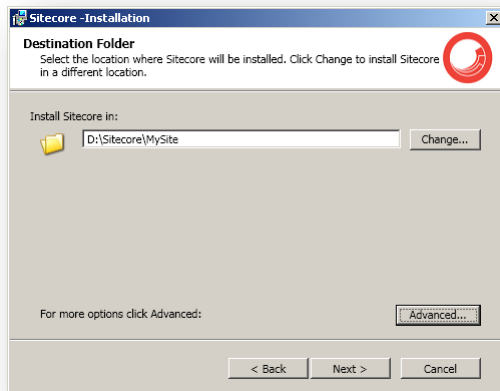 Sitecore -Installation
Destination Folder
Select the location where Sitecore will be installed. Click Change to install Sitecore
in a different location.
Install Sitecore in:
D:\Sitecore\MySite
Change...
For more options click Advanced:
Advanced...
< Back
Next >
Cancel